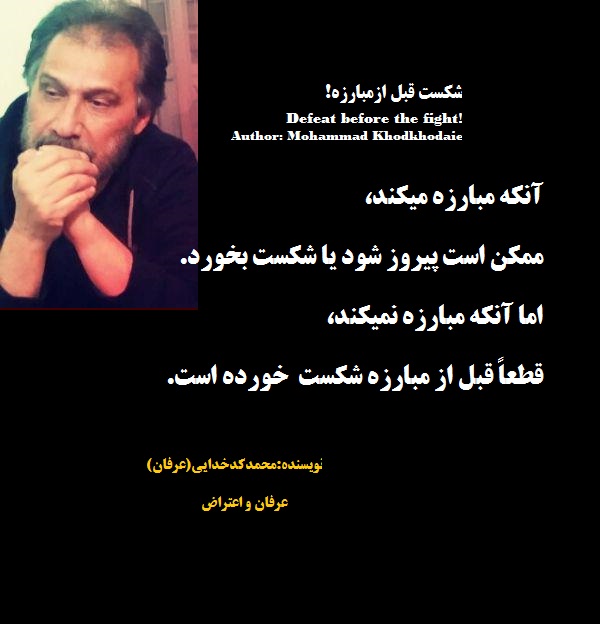 شکست قبل ازمبارزه!
Defeat before the fight!
Author: Mohammad Khodkhodaie
آنکه مبارزه میکند،
ممکن است پیروز شود یا شکست بخورد.
اما آنکه مبارزه نمیکند،
قطعاً قبل از مبارزه شکست خورده است.
نویسنده:محمدکدخدایی(عرفان)
عرفان و اعتراض